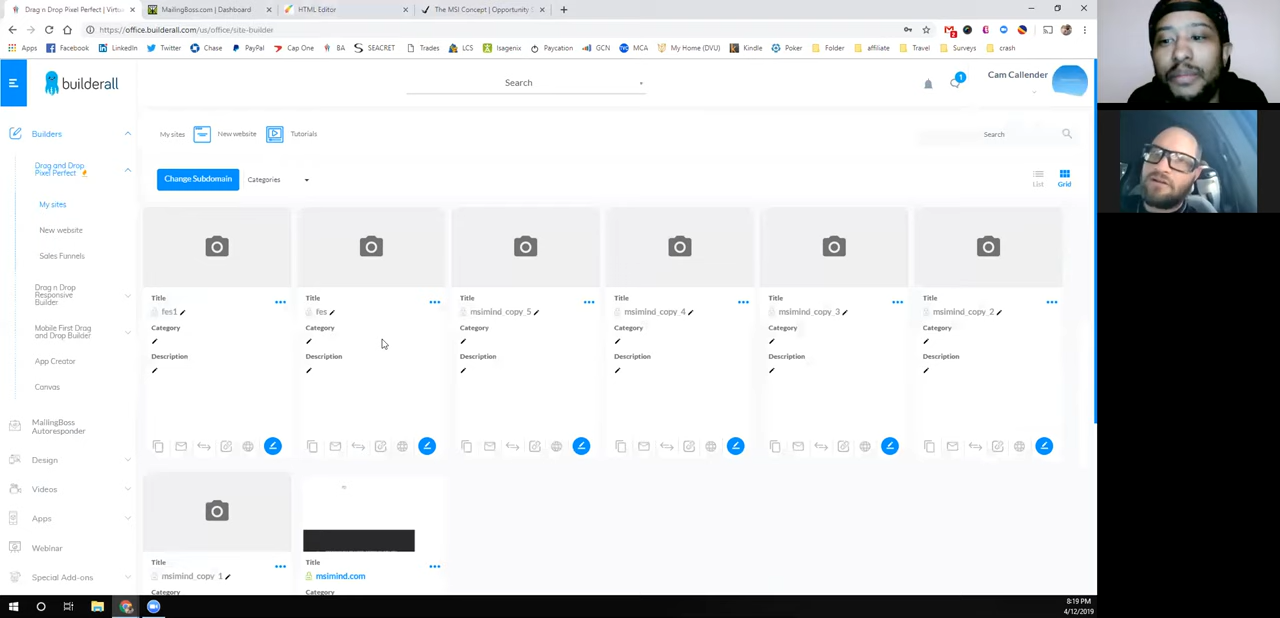 Drag n Drop Pixel Perfect | Virtu
MailingBoss.com | Dashboard
HTML Editor
The MSI Concept | Opportunity C
https://office.builderall.com/us/office/site-builder
Apps
Facebook
LinkedIn
Twitter
Chase
PayPal
Cap One
BA
SEACRET
Trades
LCS
Isagenix
Paycation
GCN
MCA
My Home (DVU)
Kindle
Poker
Folder
affiliate
Travel
Surveys
crash
builderall
Search
1
Cam Callender
Builders
Drag and Drop
Pixel Perfect
My sites
New website
Sales Funnels
Drag n Drop
Responsive
Builder
Mobile First Drag
and Drop Builder
App Creator
Canvas
MailingBoss
Autoresponder
Design
Videos
Apps
Webinar
Special Add-ons
My sites
New website
Tutorials
Search
Change Subdomain
Categories
List
Grid
Title
fes1
Category
Description
Title
fes
Category
Description
Title
msimind_copy_5
Category
Description
Title
msimind_copy_4
Category
Description
Title
msimind_copy_3
Category
Description
Title
msimind_copy_2
Category
Description
Title
msimind_copy_1
Category
Title
msimind.com
Category
8:19 PM
4/12/2019